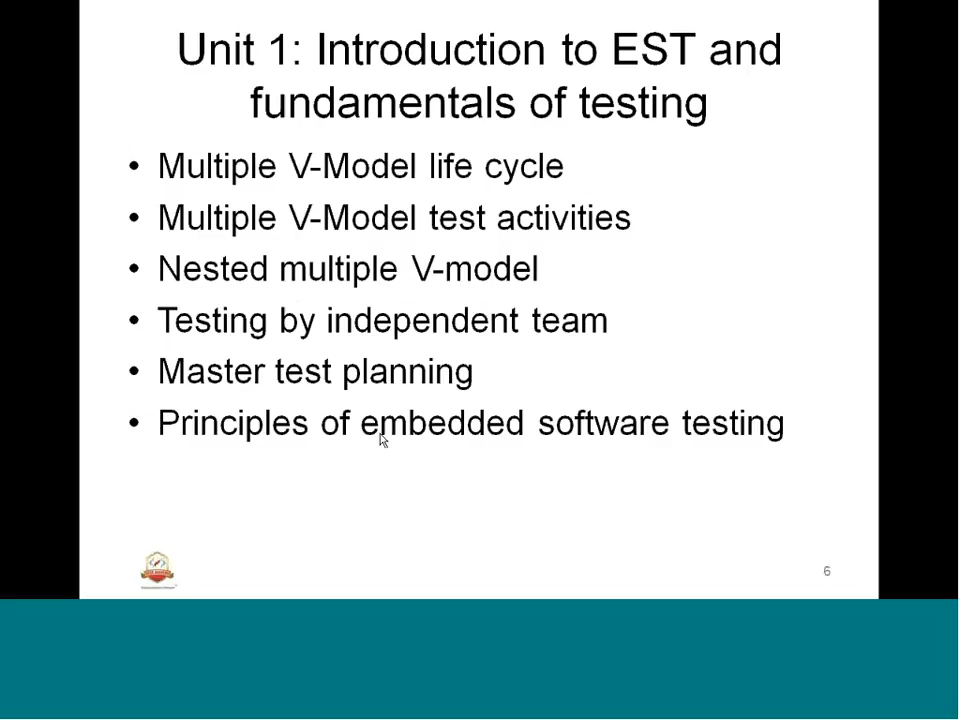 Unit 1: Introduction to EST and
fundamentals of testing
• Multiple V-Model life cycle
• Multiple V-Model test activities
• Nested multiple V-model
• Testing by independent team
• Master test planning
• Principles of embedded software testing
6